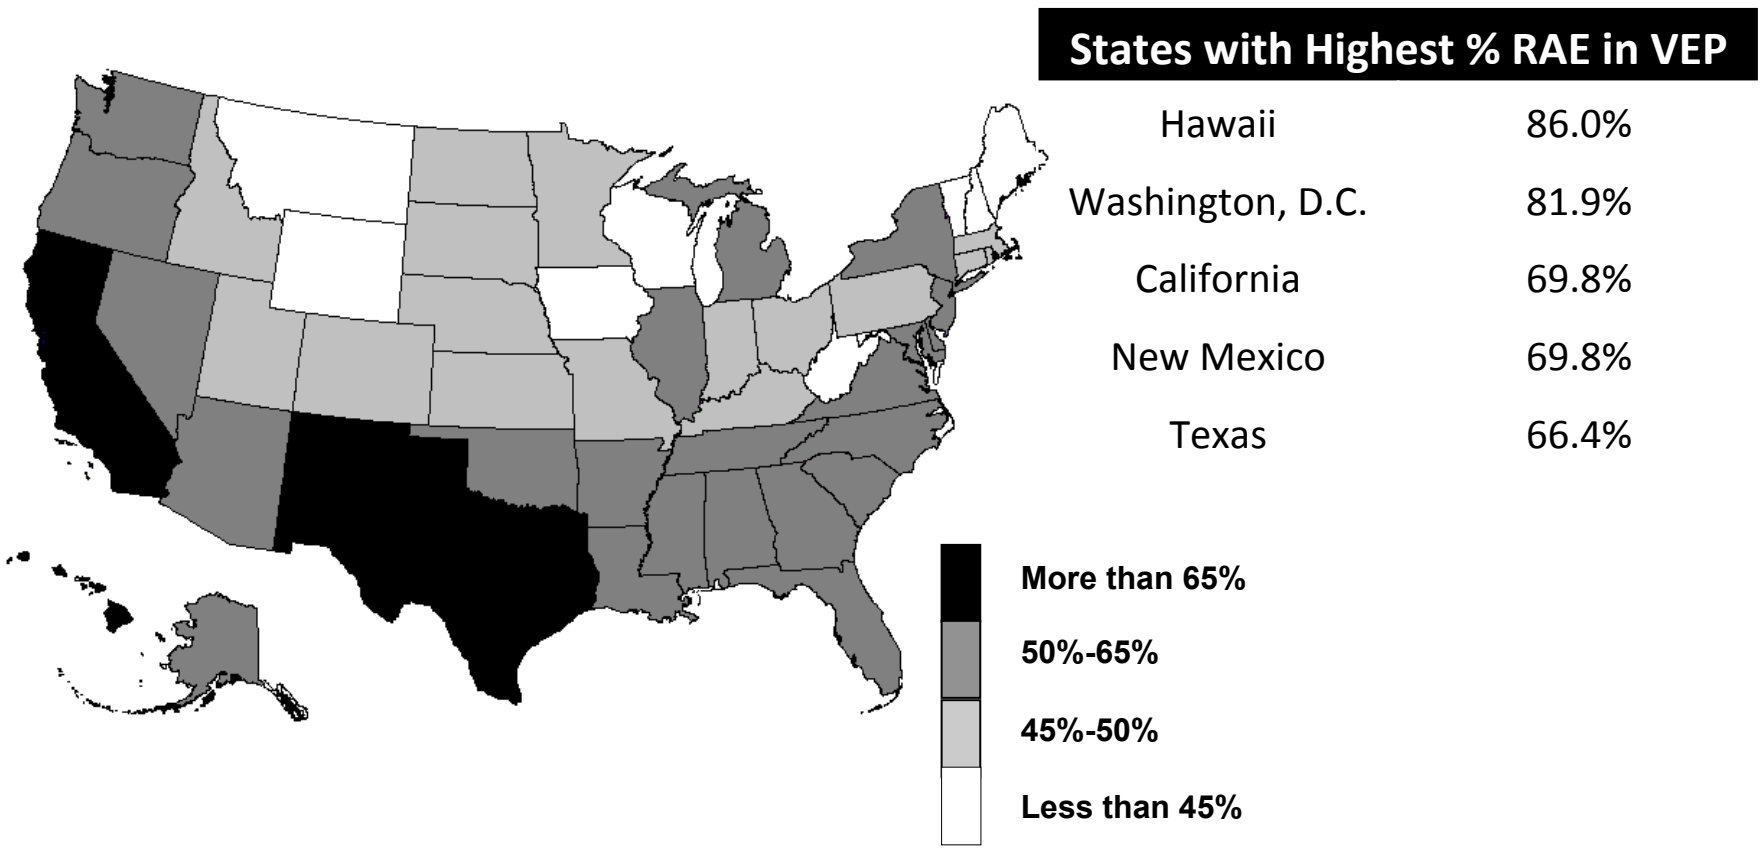 States with Highest % RAE in VEP
Hawaii 86.0%
Washington, D.C. 81.9%
California 69.8%
New Mexico 69.8%
Texas 66.4%
More than 65%
50%-65%
45%-50%
Less than 45%